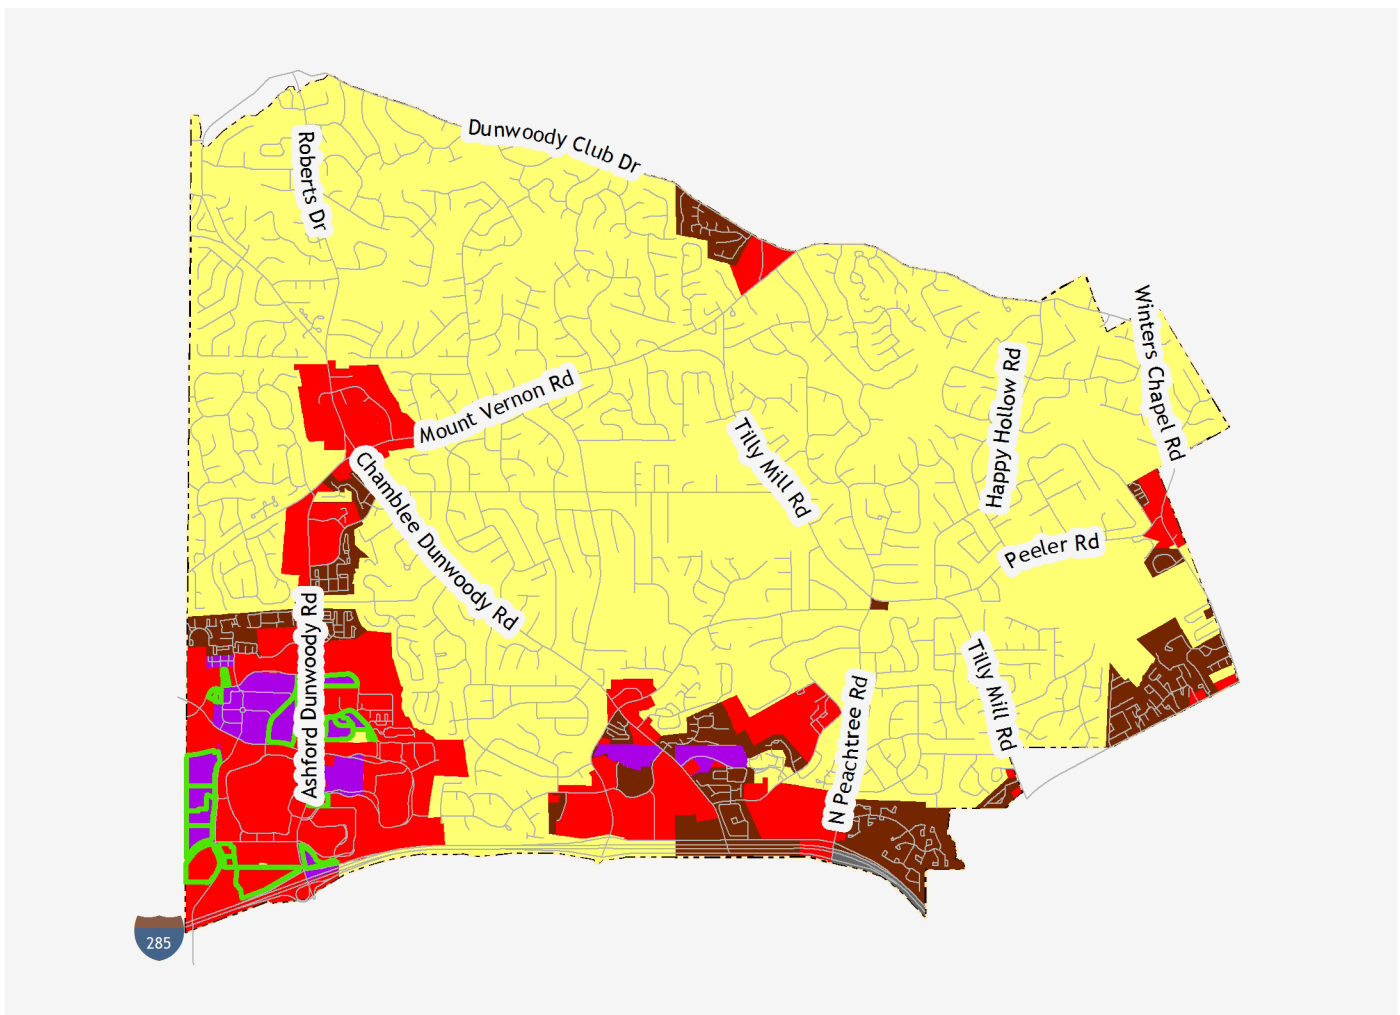 Dunwoody Club Dr
Roberts Dr
Winters Chapel Rd
Happy Hollow Rd
Mount Vernon Rd
Tilly Mill Rd
Chamblee Dunwoody Rd
Peeler Rd
Ashford Dunwoody Rd
Tilly Mill Rd
N Peachtree Rd
285